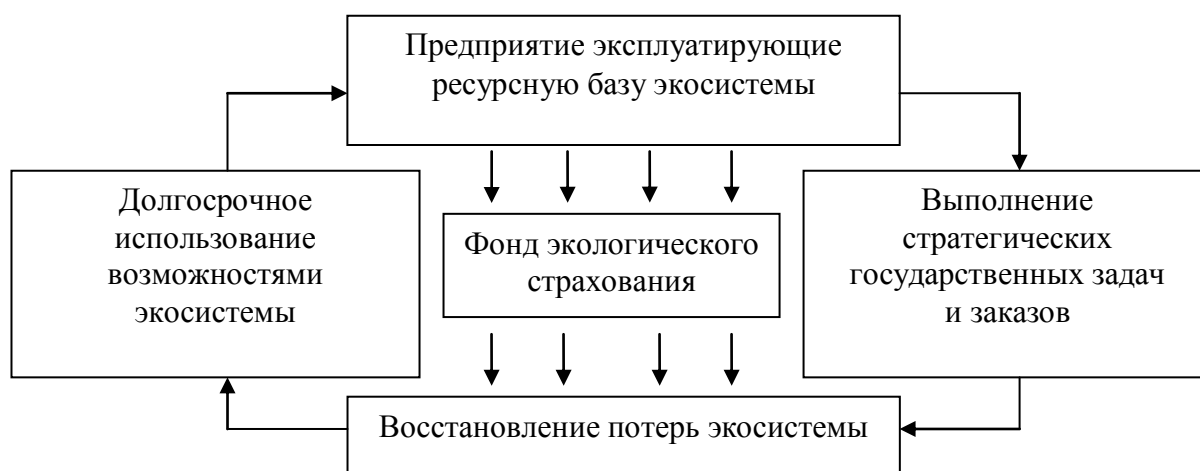 Предприятие эксплуатирующие
ресурсную базу экосистемы
Долгосрочное
использование
возможностями
экосистемы
Фонд экологического
страхования
Выполнение
стратегических
государственных задач
и заказов
Восстановление потерь экосистемы